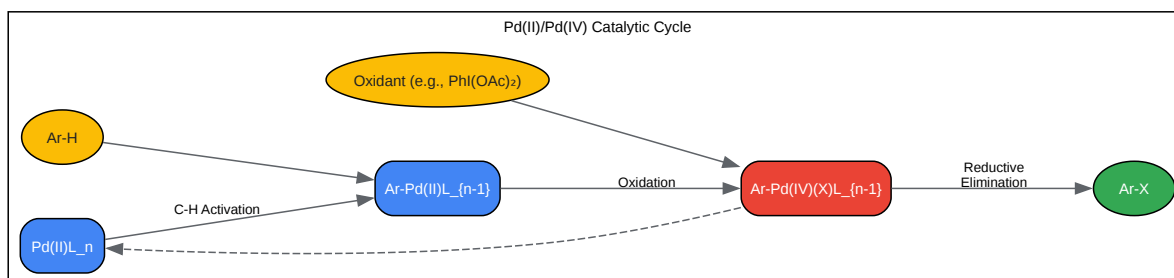 Pd(II)/Pd(IV) Catalytic Cycle
Oxidant (e.g., PhI(OAc)₂)
Ar-H
Ar-Pd(II)L_{n-1}
Oxidation
Ar-Pd(IV)(X)L_{n-1}
Reductive
Elimination
Ar-X
C-H Activation
Pd(II)L_n